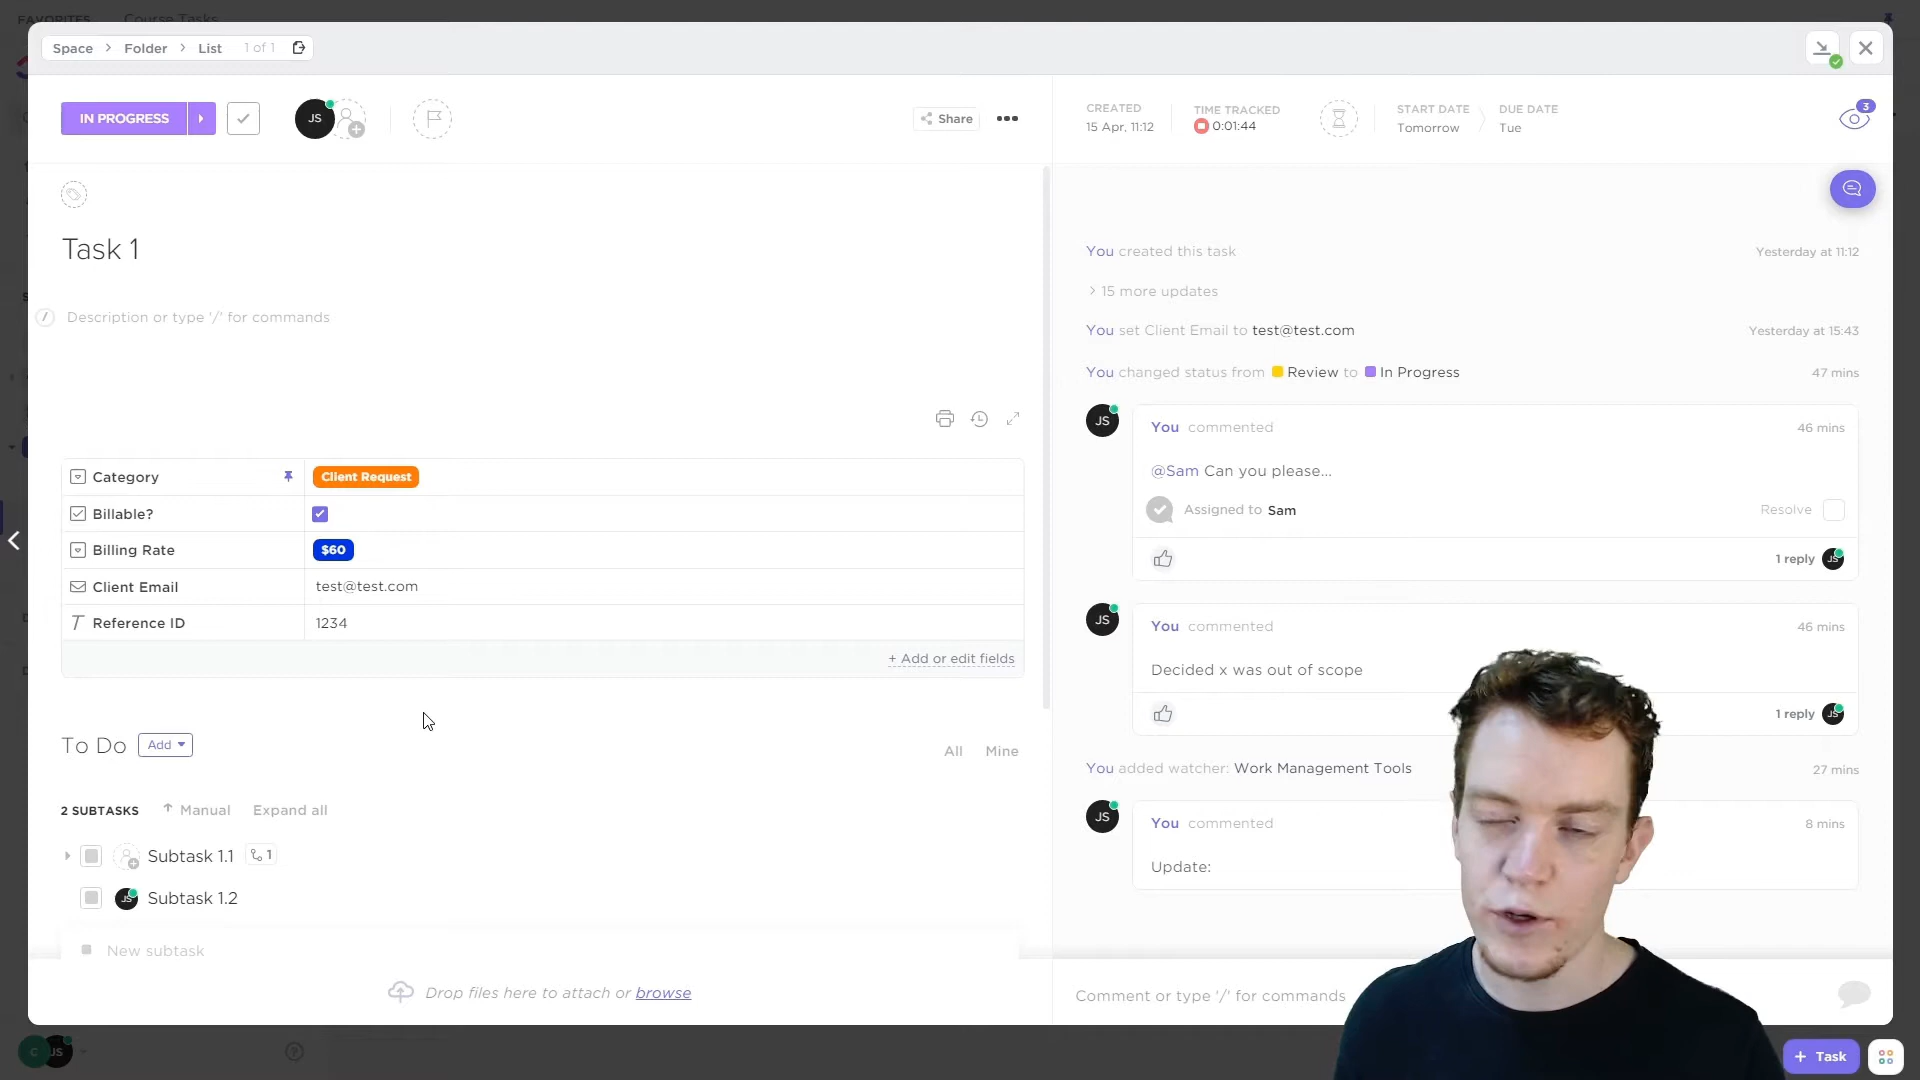 FAVORITES Course Tasks
Space > Folder > List 1 of 1
IN PROGRESS
JS
Share
CREATED
15 Apr, 11:12
TIME TRACKED
0:01:44
START DATE
Tomorrow
DUE DATE
Tue
3
Task 1
Description or type '/' for commands
Category Client Request
Billable?
Billing Rate $60
Client Email test@test.com
Reference ID 1234
+ Add or edit fields
To Do Add
All Mine
2 SUBTASKS Manual Expand all
Subtask 1.1 1
JS Subtask 1.2
New subtask
Drop files here to attach or browse
You created this task Yesterday at 11:12
> 15 more updates
You set Client Email to test@test.com Yesterday at 15:43
You changed status from Review to In Progress 47 mins
JS You commented 46 mins
@Sam Can you please...
Assigned to Sam Resolve
1 reply JS
JS You commented 46 mins
Decided x was out of scope
1 reply JS
You added watcher: Work Management Tools 27 mins
JS You commented 8 mins
Update:
Comment or type '/' for commands
C JS
+ Task